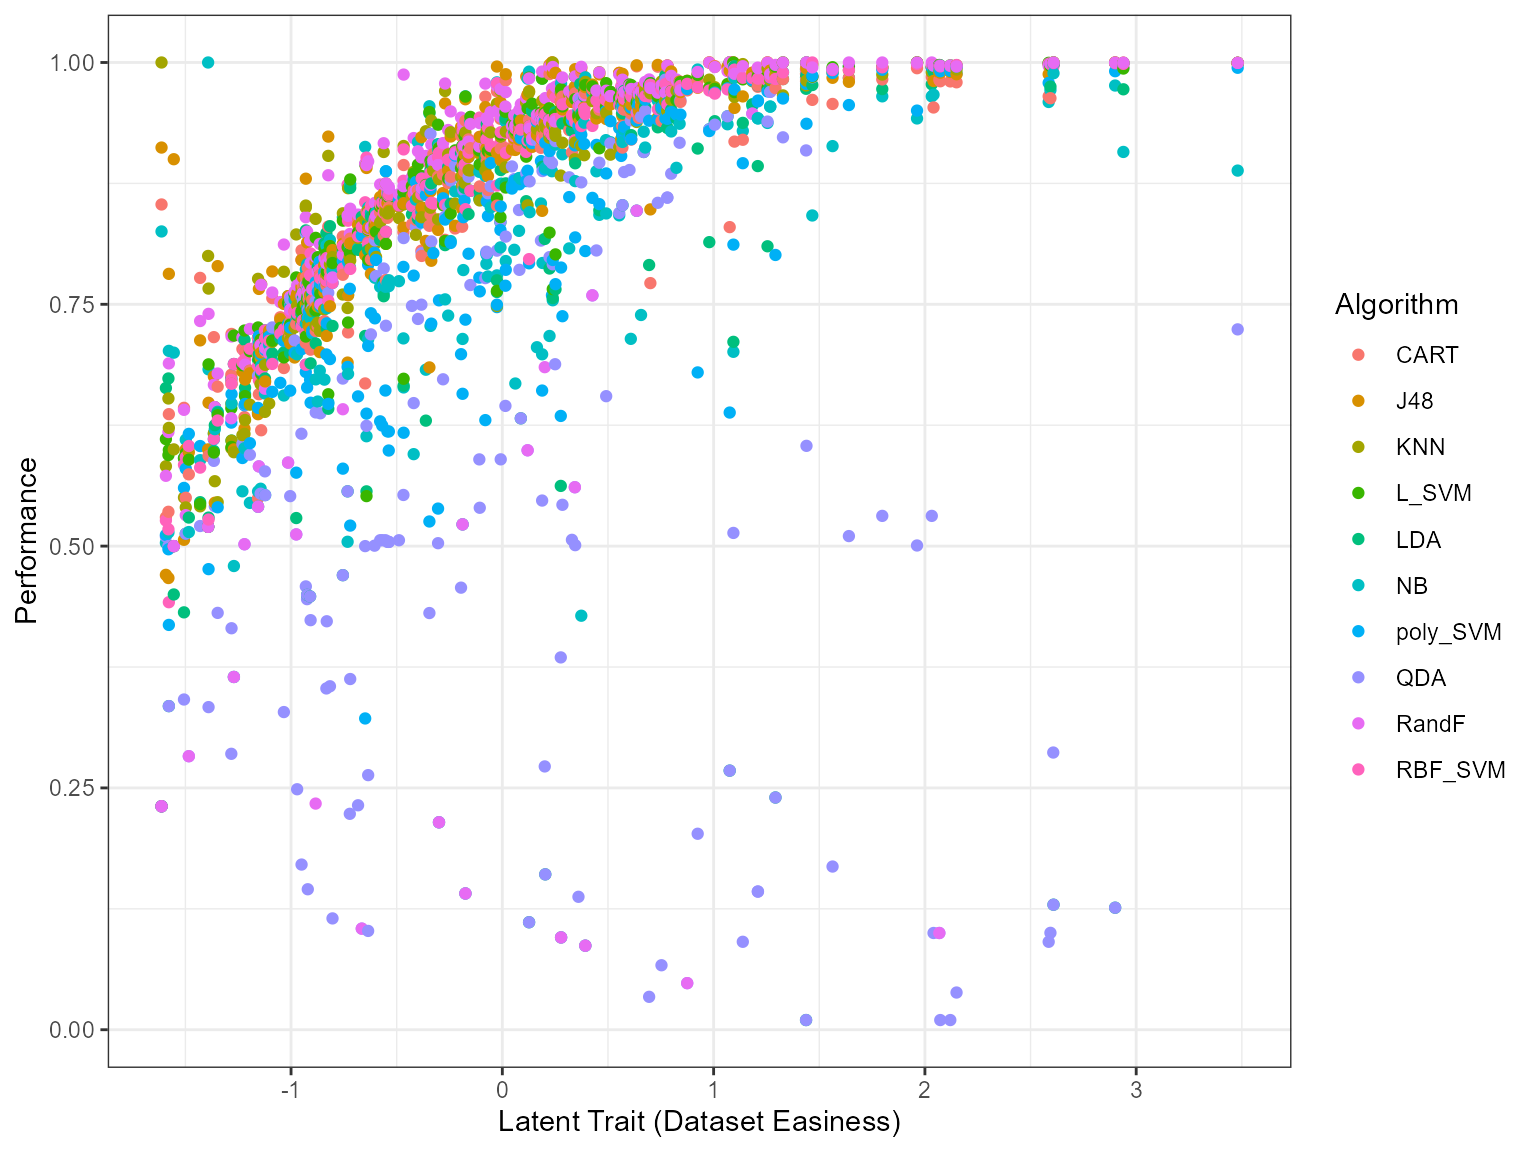 1.00
0.75
0.50
0.25
0.00
Performance
-1
0
1
2
3
Latent Trait (Dataset Easiness)
Algorithm
CART
J48
KNN
L_SVM
LDA
NB
poly_SVM
QDA
RandF
RBF_SVM